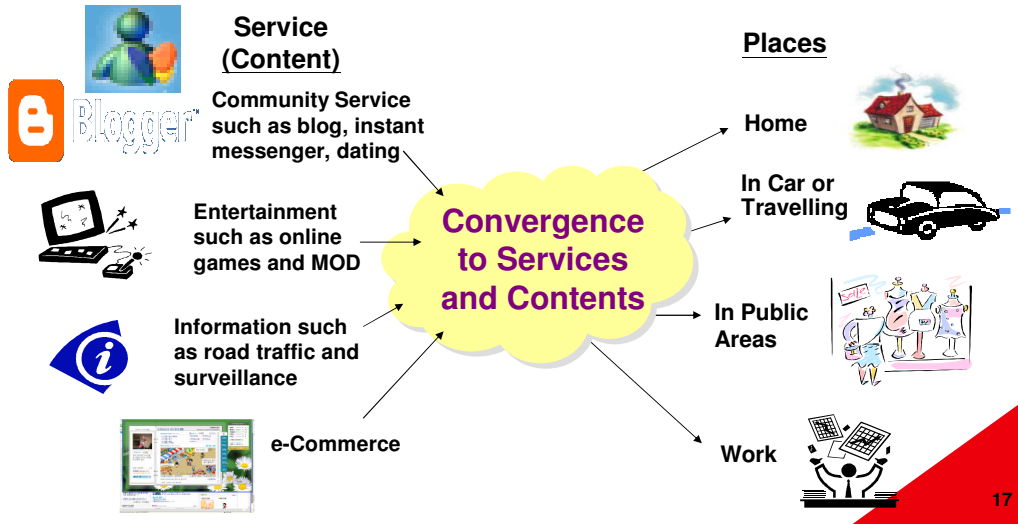 Service
(Content)
Blogger
Community Service
such as blog, instant
messenger, dating
Entertainment
such as online
games and MOD
Information such
as road traffic and
surveillance
e-Commerce
Convergence
to Services
and Contents
Places
Home
In Car or
Travelling
In Public
Areas
Work
17